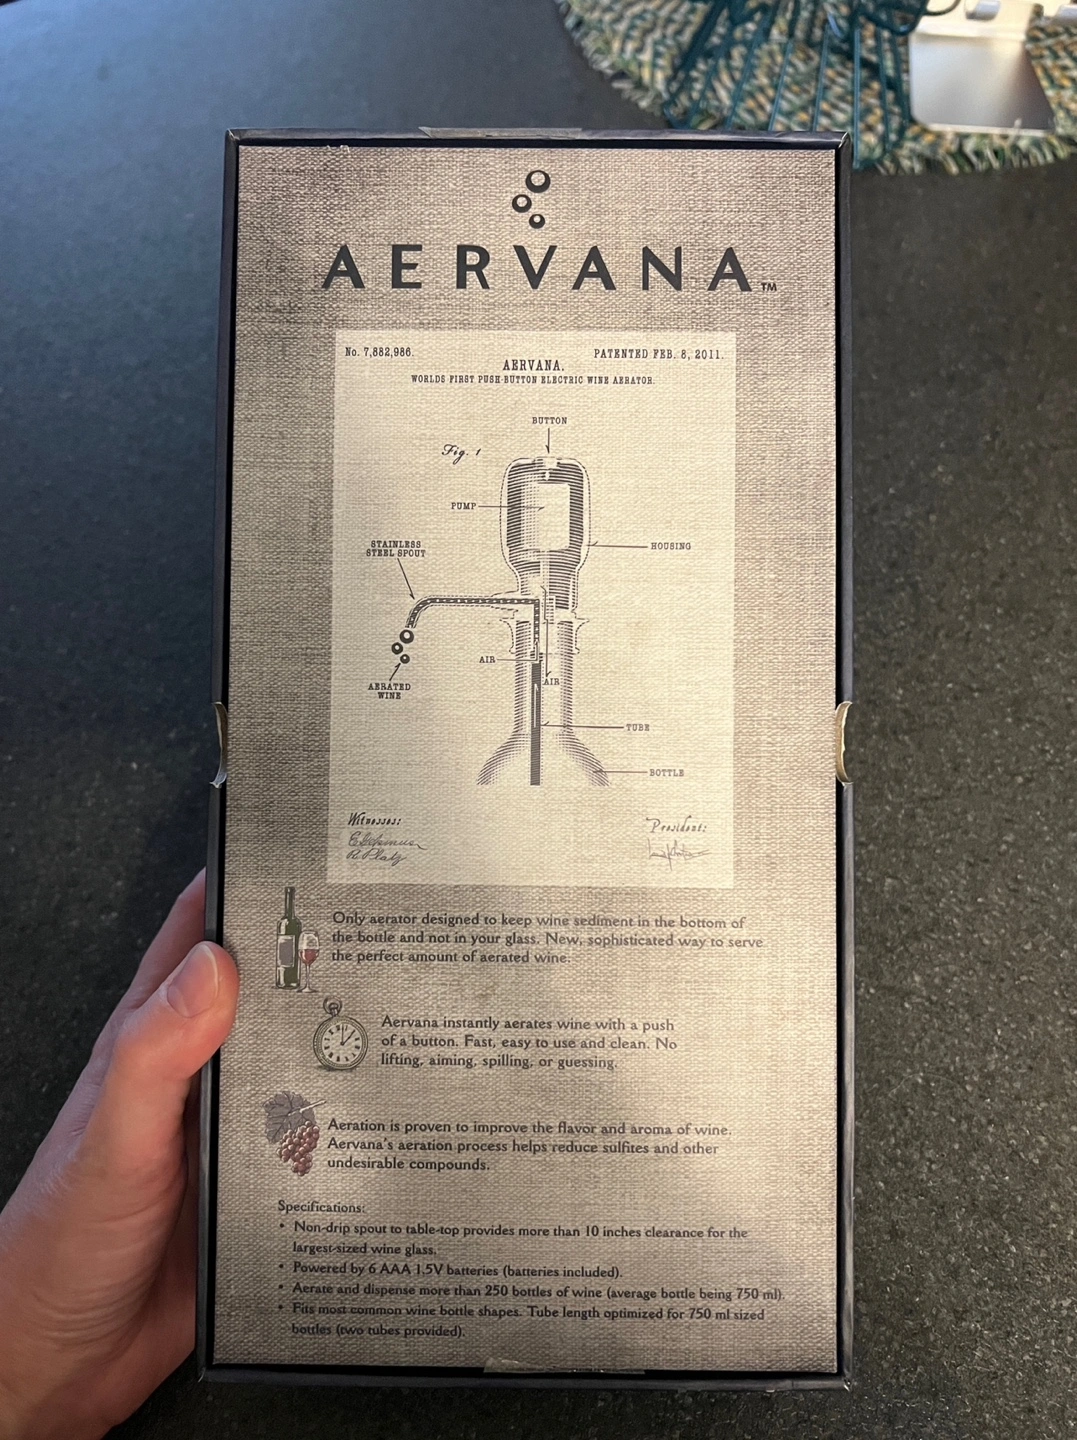 AERVANA™
No. 7,882,986. PATENTED FEB. 8, 2011.
AERVANA.
WORLDS FIRST PUSH-BUTTON ELECTRIC WINE AERATOR.
BUTTON
Fig. 1
PUMP
STAINLESS
STEEL SPOUT
HOUSING
AIR
AIR
AERATED
WINE
TUBE
BOTTLE
Witnesses:
President:
Only aerator designed to keep wine sediment in the bottom of
the bottle and not in your glass. New, sophisticated way to serve
the perfect amount of aerated wine.
Aervana instantly aerates wine with a push
of a button. Fast, easy to use and clean. No
lifting, aiming, spilling, or guessing.
Aeration is proven to improve the flavor and aroma of wine.
Aervana's aeration process helps reduce sulfites and other
undesirable compounds.
Specifications:
• Non-drip spout to table-top provides more than 10 inches clearance for the
largest-sized wine glass.
• Powered by 6 AAA 1.5V batteries (batteries included).
• Aerate and dispense more than 250 bottles of wine (average bottle being 750 ml).
• Fits most common wine bottle shapes. Tube length optimized for 750 ml sized
bottles (two tubes provided).